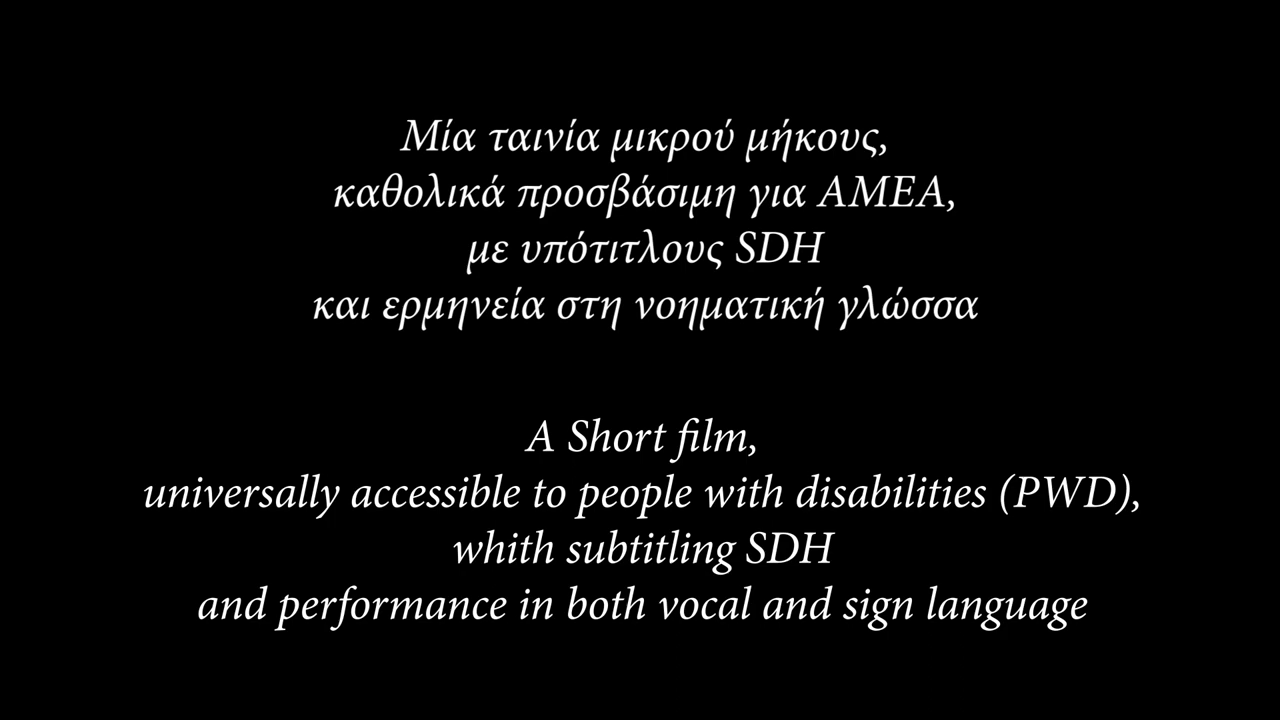 Μία ταινία μικρού μήκους,
καθολικά προσβάσιμη για ΑΜΕΑ,
με υπότιτλους SDH
και ερμηνεία στη νοηματική γλώσσα
A Short film,
universally accessible to people with disabilities (PWD),
whith subtitling SDH
and performance in both vocal and sign language